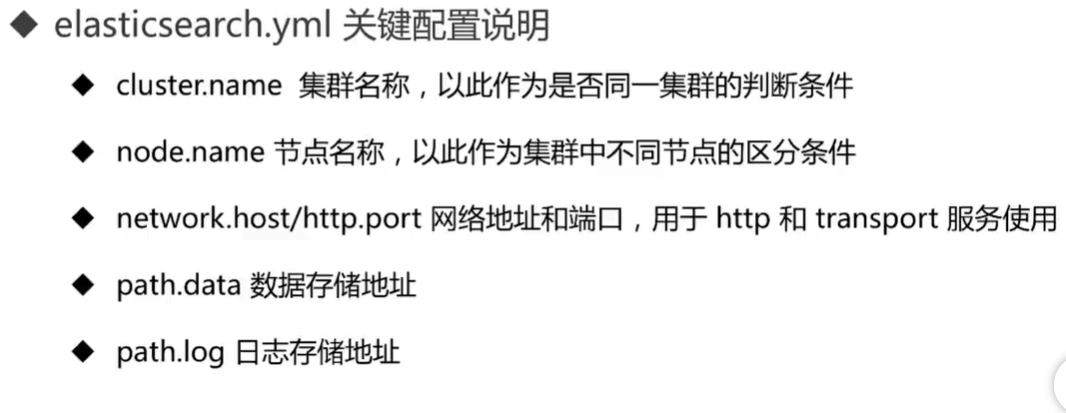 ◆ elasticsearch.yml 关键配置说明
◆ cluster.name 集群名称，以此作为是否同一集群的判断条件
◆ node.name 节点名称，以此作为集群中不同节点的区分条件
◆ network.host/http.port 网络地址和端口，用于 http 和 transport 服务使用
◆ path.data 数据存储地址
◆ path.log 日志存储地址